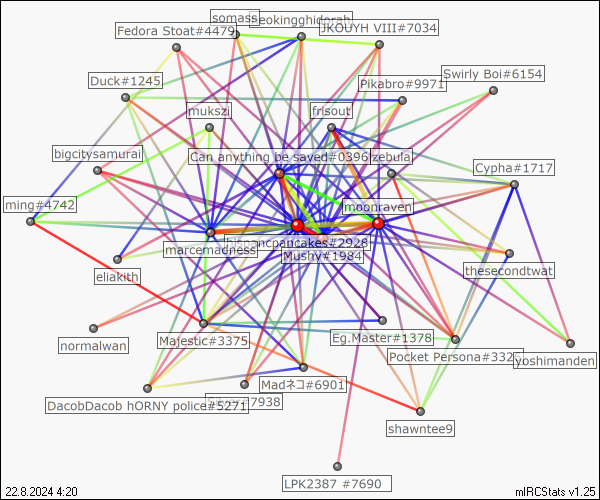 somass
neokingghidorah
Fedora Stoat#4479
JKOUYH VIII#7034
Swirly Boi#6154
Duck#1245
Pikabro#9971
mukszi
frisout
bigcitysamurai
Can anything be saved#0396
zebula
Cypha#1717
ming#4742
moonraven
marcemadness
Mushy#1984
thesecondtwat
eliakith
normalwan
Majestic#3375
Eg.Master#1378
Pocket Persona#332
yoshimanden
Madネコ#6901
DacobDacob hORNY police#5271
#7938
shawntee9
LPK2387 #7690
22.8.2024 4:20
mIRCStats v1.25